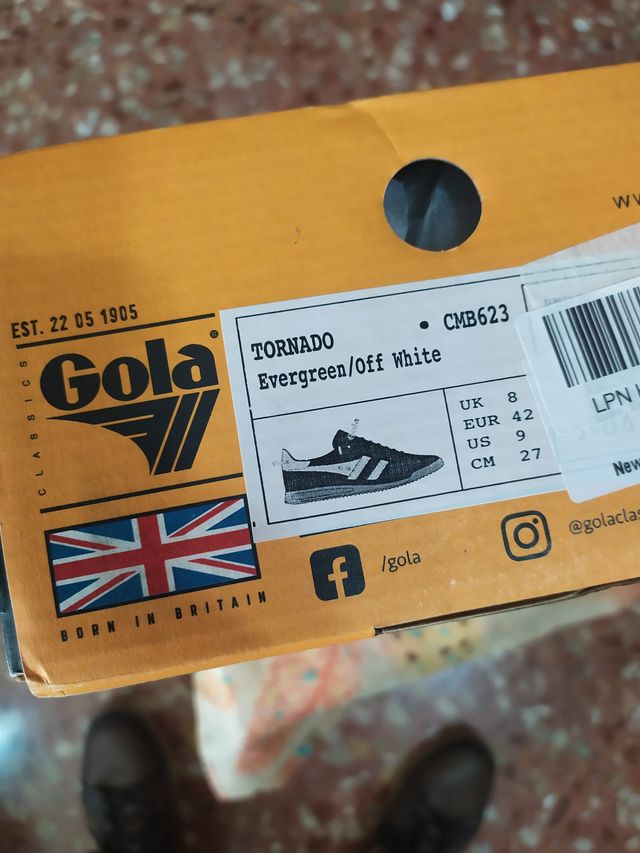 EST. 22 05 1905
CLASSICS
Gola®
BORN IN BRITAIN
TORNADO • CMB623
Evergreen/Off White
UK 8
EUR 42
US 9
CM 27
LPN
New
/gola
@golaclas